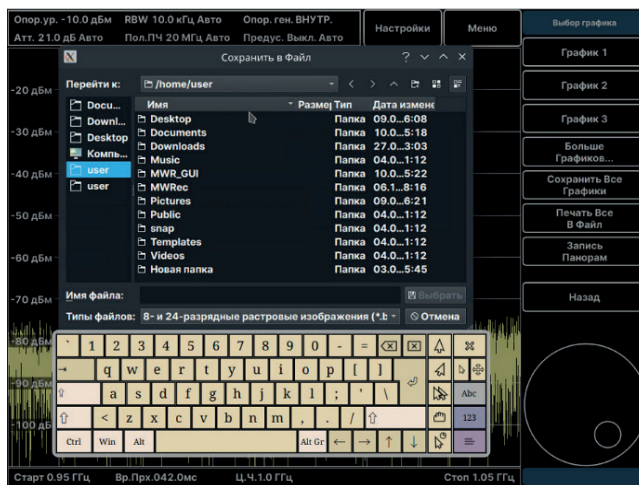 Опор.ур. -10.0 дБм RBW 10.0 кГц Авто Опор. ген. ВНУТР.
Атт. 21.0 дБ Авто Пол.ПЧ 20 МГц Авто Предус. Выкл. Авто
Настройки
Меню
Выбор графика
График 1
График 2
График 3
Больше
Графиков...
Сохранить Все
Графики
Печать Все
В Файл
Запись
Панорам
Назад
Сохранить в Файл
Перейти к: /home/user
Docu...
Downl...
Desktop
Компь...
user
user
Имя Размер Тип Дата измене
Desktop Папка 09.0...6:08
Documents Папка 10.0...5:18
Downloads Папка 27.0...3:03
Music Папка 04.0...1:12
MWR_GUI Папка 10.0...5:22
MWRec Папка 06.1...8:16
Pictures Папка 09.0...6:21
Public Папка 04.0...1:12
snap Папка 04.0...1:12
Templates Папка 04.0...1:12
Videos Папка 04.0...1:12
Новая папка Папка 03.0...5:45
Имя файла: Выбрать
Типы файлов: 8- и 24-разрядные растровые изображения (*.b Отмена
-20 дБм
-30 дБм
-40 дБм
-50 дБм
-60 дБм
-70 дБм
-80 дБм
-90 дБм
-100 дБм
` 1 2 3 4 5 6 7 8 9 0 - =
q w e r t y u i o p [ ]
a s d f g h j k l ; ' \ Abc
< z x c v b n m , . / 123
Ctrl Win Alt Alt Gr ← → ↑ ↓
Старт 0.95 ГГц Вр.Прх.042.0мс Ц.Ч.1.0 ГГц Стоп 1.05 ГГц